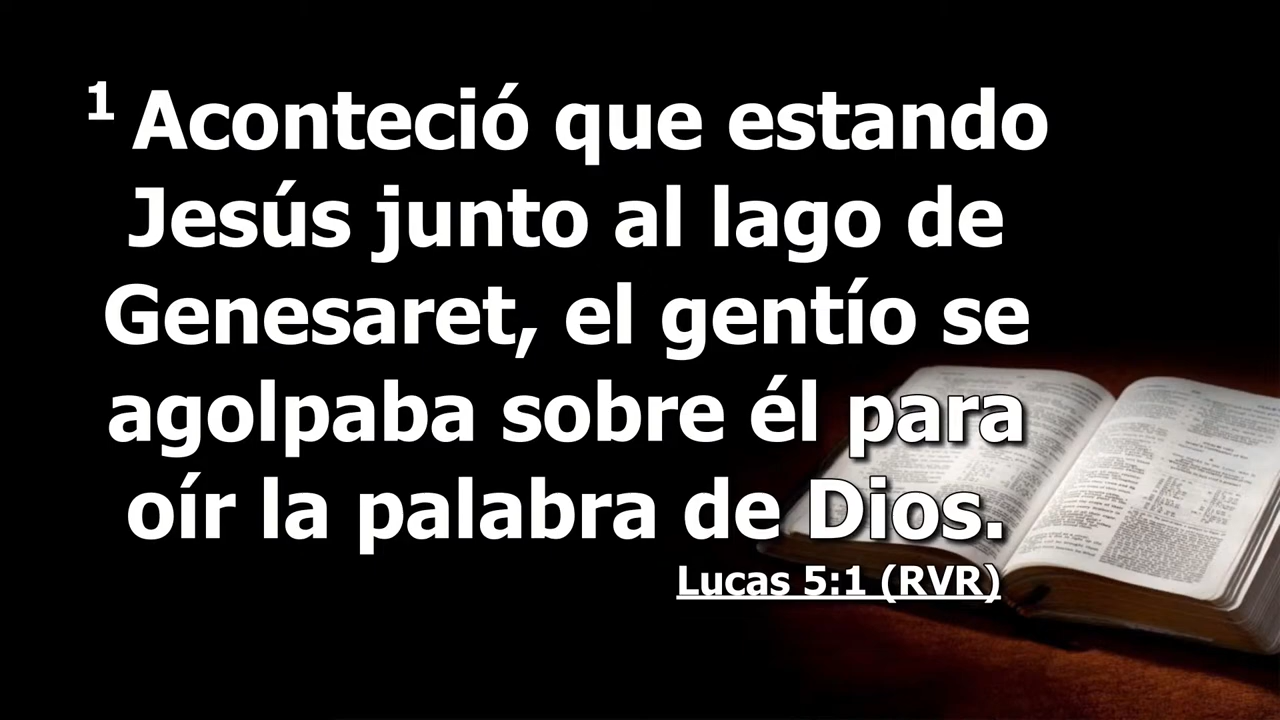 1 Aconteció que estando
Jesús junto al lago de
Genesaret, el gentío se
agolpaba sobre él para
oír la palabra de Dios.
Lucas 5:1 (RVR)